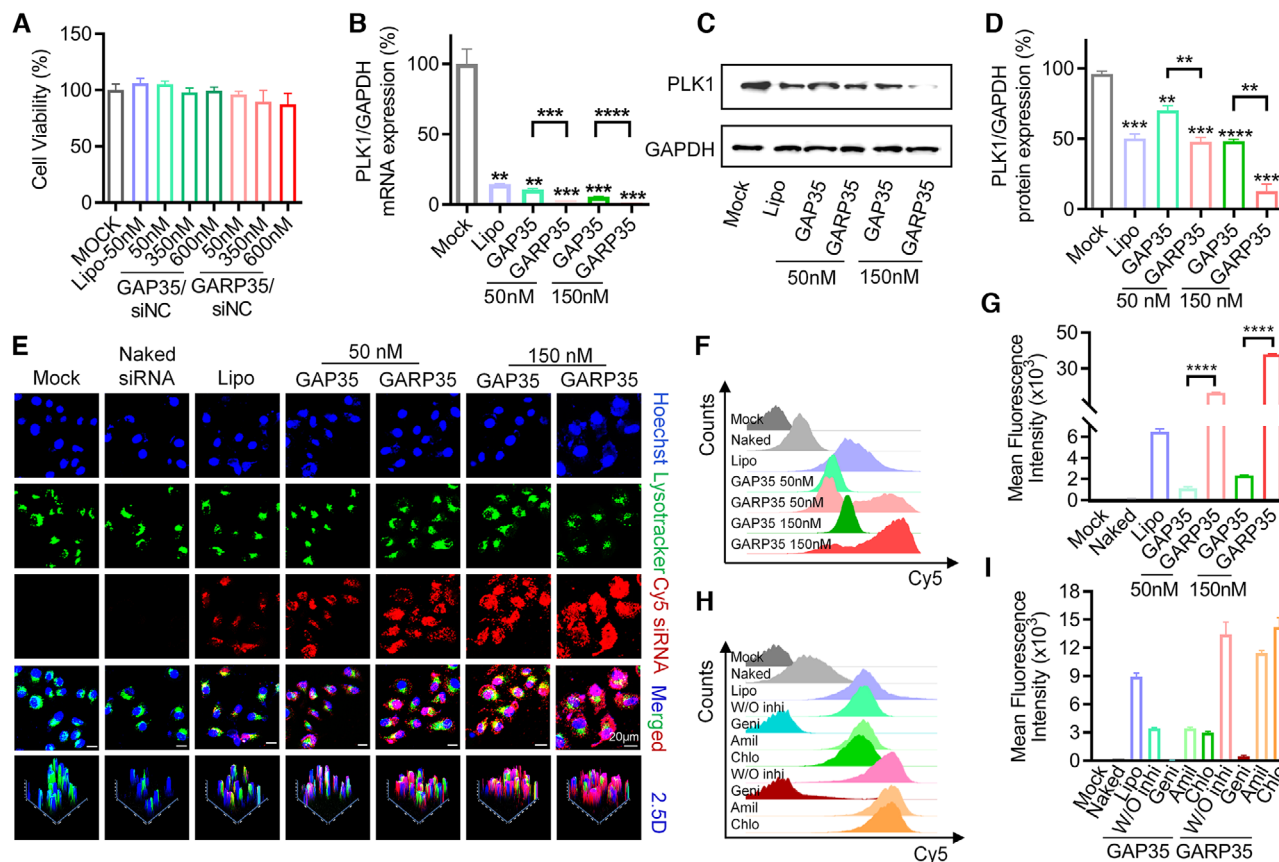 A
Cell Viability (%)
150
100
50
0
MOCK
Lipo-50nM
50nM
350nM
600nM
50nM
350nM
600nM
GAP35/
siNC
GARP35/
siNC
B
PLK1/GAPDH
mRNA expression (%)
100
50
0
**
**
***
***
***
***
****
Mock
Lipo
GAP35
GARP35
GAP35
GARP35
50nM
150nM
C
PLK1
GAPDH
Mock
Lipo
GAP35
GARP35
GAP35
GARP35
50nM
150nM
D
PLK1/GAPDH
protein expression (%)
100
50
0
***
**
**
***
****
**
***
Mock
Lipo
GAP35
GARP35
GAP35
GARP35
50 nM
150 nM
E
50 nM
150 nM
Mock
Naked
siRNA
Lipo
GAP35
GARP35
GAP35
GARP35
Hoechst
Lysotracker
Cy5 siRNA
Merged
2.5D
20μm
F
Counts
Mock
Naked
Lipo
GAP35 50nM
GARP35 50nM
GAP35 150nM
GARP35 150nM
Cy5
G
Mean Fluorescence
Intensity (x10³)
50
30
6
4
2
0
****
****
Mock
Naked
Lipo
GAP35
GARP35
GAP35
GARP35
50nM
150nM
H
Counts
Mock
Naked
Lipo
W/O inhi
Geni
Amil
Chlo
W/O inhi
Geni
Amil
Chlo
Cy5
I
Mean Fluorescence
Intensity (x10³)
18
15
12
9
6
3
0
Mock
Naked
Lipo
W/O inhi
Geni
Amil
Chlo
W/O inhi
Geni
Amil
Chlo
GAP35
GARP35